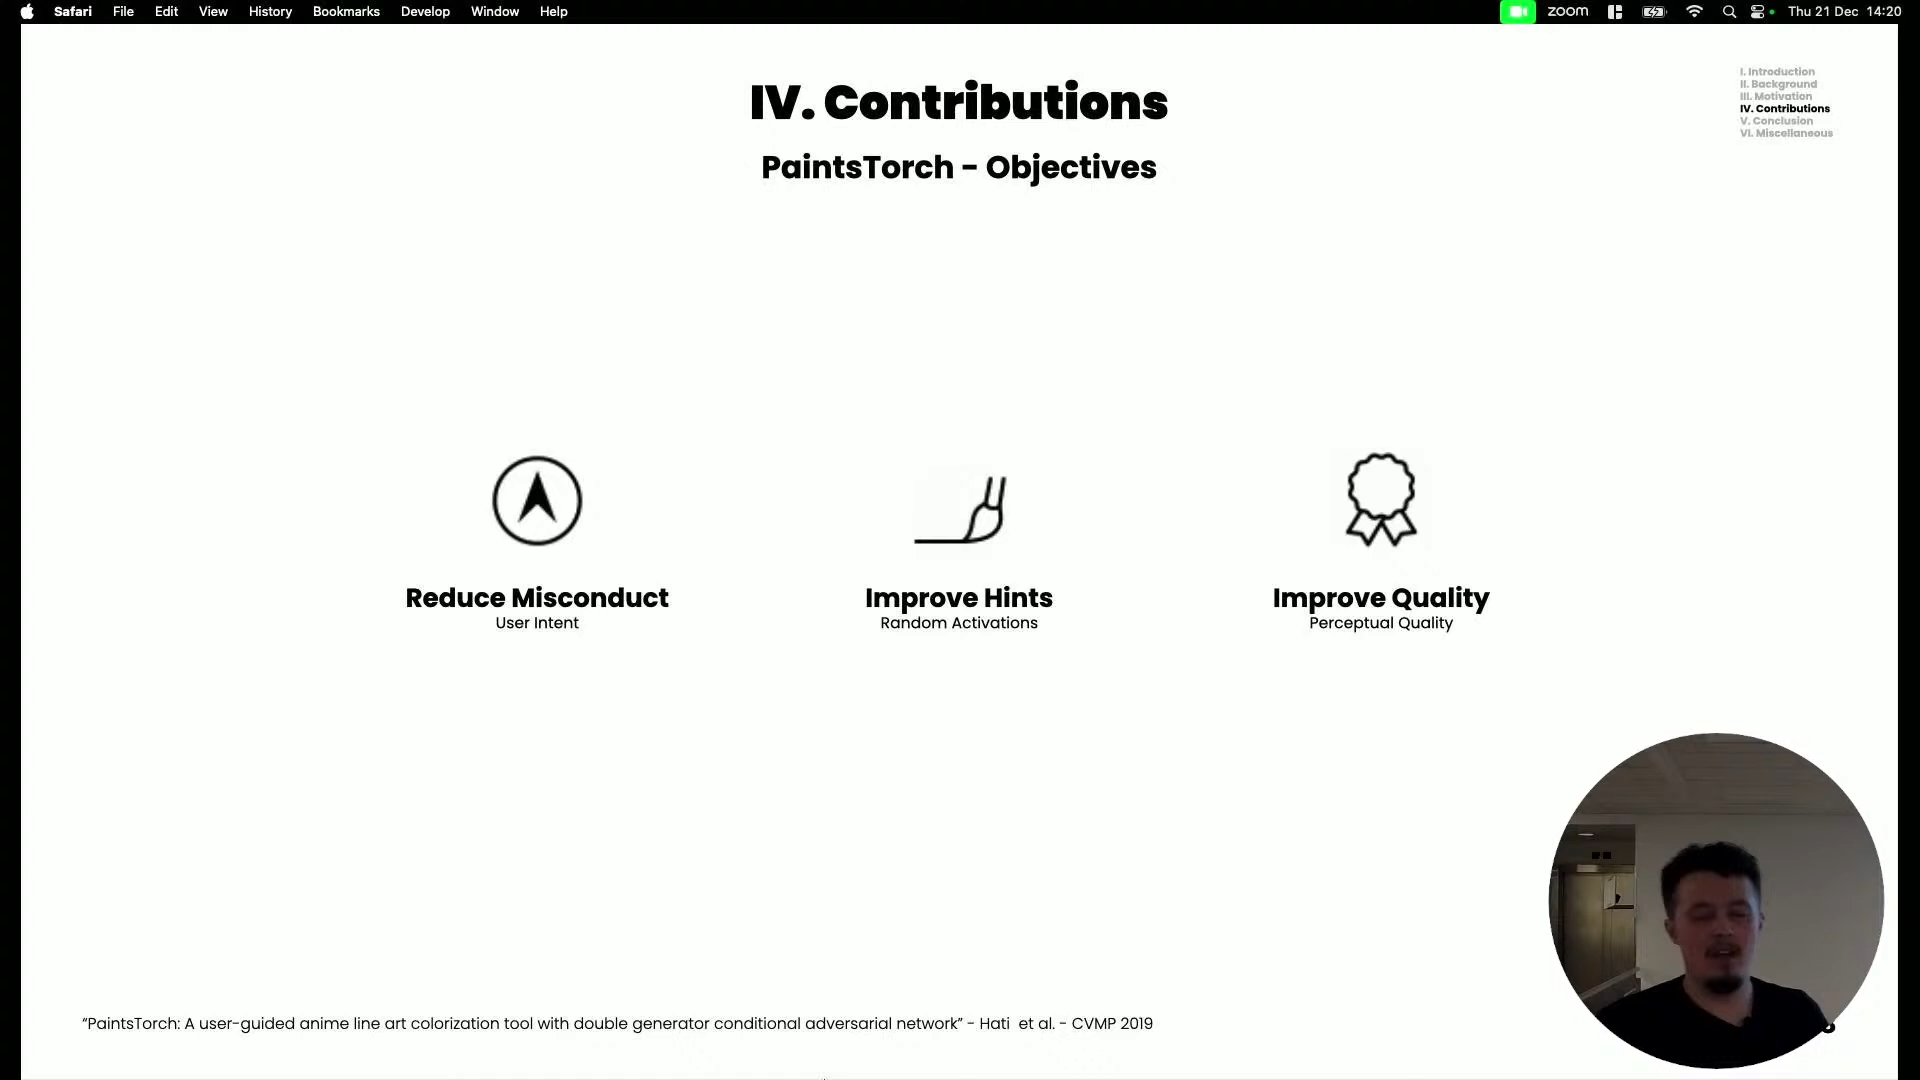 Safari File Edit View History Bookmarks Develop Window Help zoom Thu 21 Dec 14:20
IV. Contributions
PaintsTorch - Objectives
I. Introduction
II. Background
III. Motivation
IV. Contributions
V. Conclusion
VI. Miscellaneous
Reduce Misconduct
User Intent
Improve Hints
Random Activations
Improve Quality
Perceptual Quality
“PaintsTorch: A user-guided anime line art colorization tool with double generator conditional adversarial network” - Hati et al. - CVMP 2019